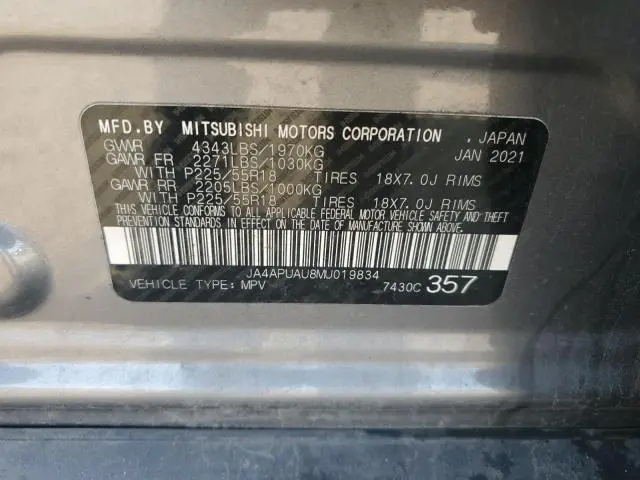 MFD.BY MITSUBISHI MOTORS CORPORATION . JAPAN
GVWR 4343LBS/1970KG JAN 2021
GAWR FR 2271LBS/1030KG
WITH P225/55R18 TIRES 18X7.0J RIMS
GAWR RR 2205LBS/1000KG
WITH P225/55R18 TIRES 18X7.0J RIMS
THIS VEHICLE CONFORMS TO ALL APPLICABLE FEDERAL MOTOR VEHICLE SAFETY AND THEFT
PREVENTION STANDARDS IN EFFECT ON THE DATE OF MANUFACTURE SHOWN ABOVE.
JA4APUAU8MU019834
VEHICLE TYPE: MPV 7430C 357